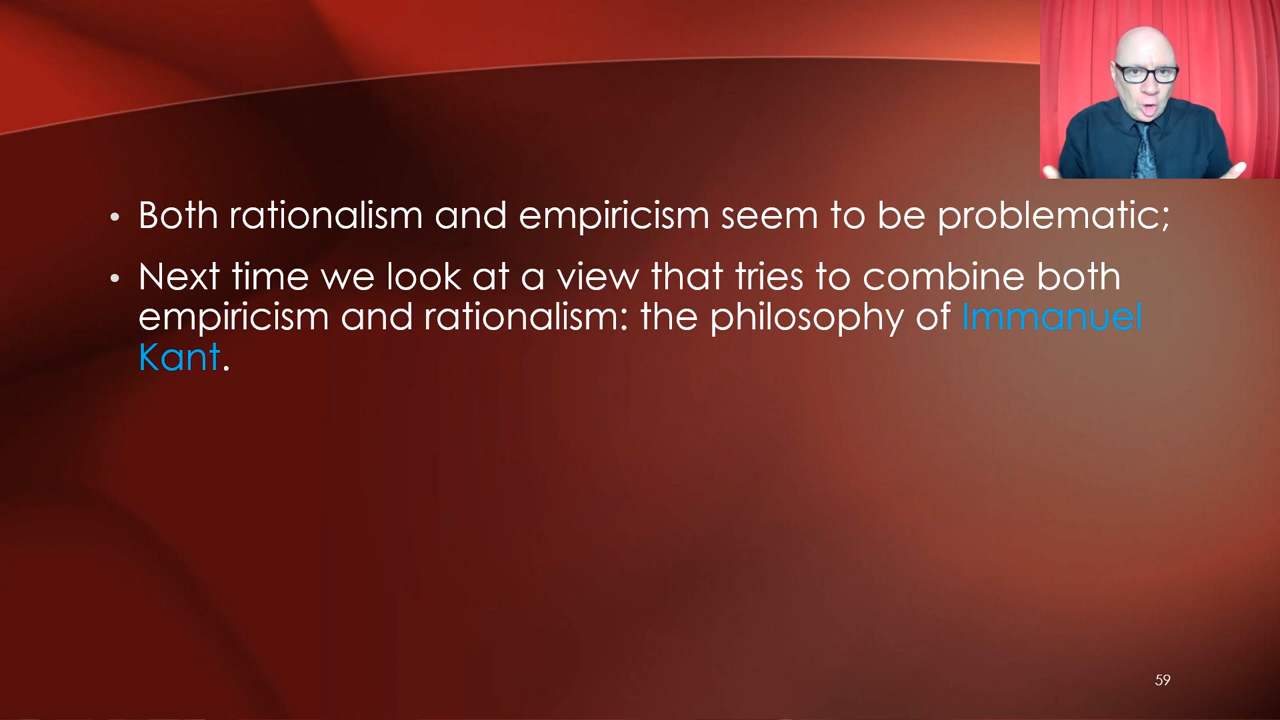 • Both rationalism and empiricism seem to be problematic;
• Next time we look at a view that tries to combine both
empiricism and rationalism: the philosophy of Immanuel
Kant.
59